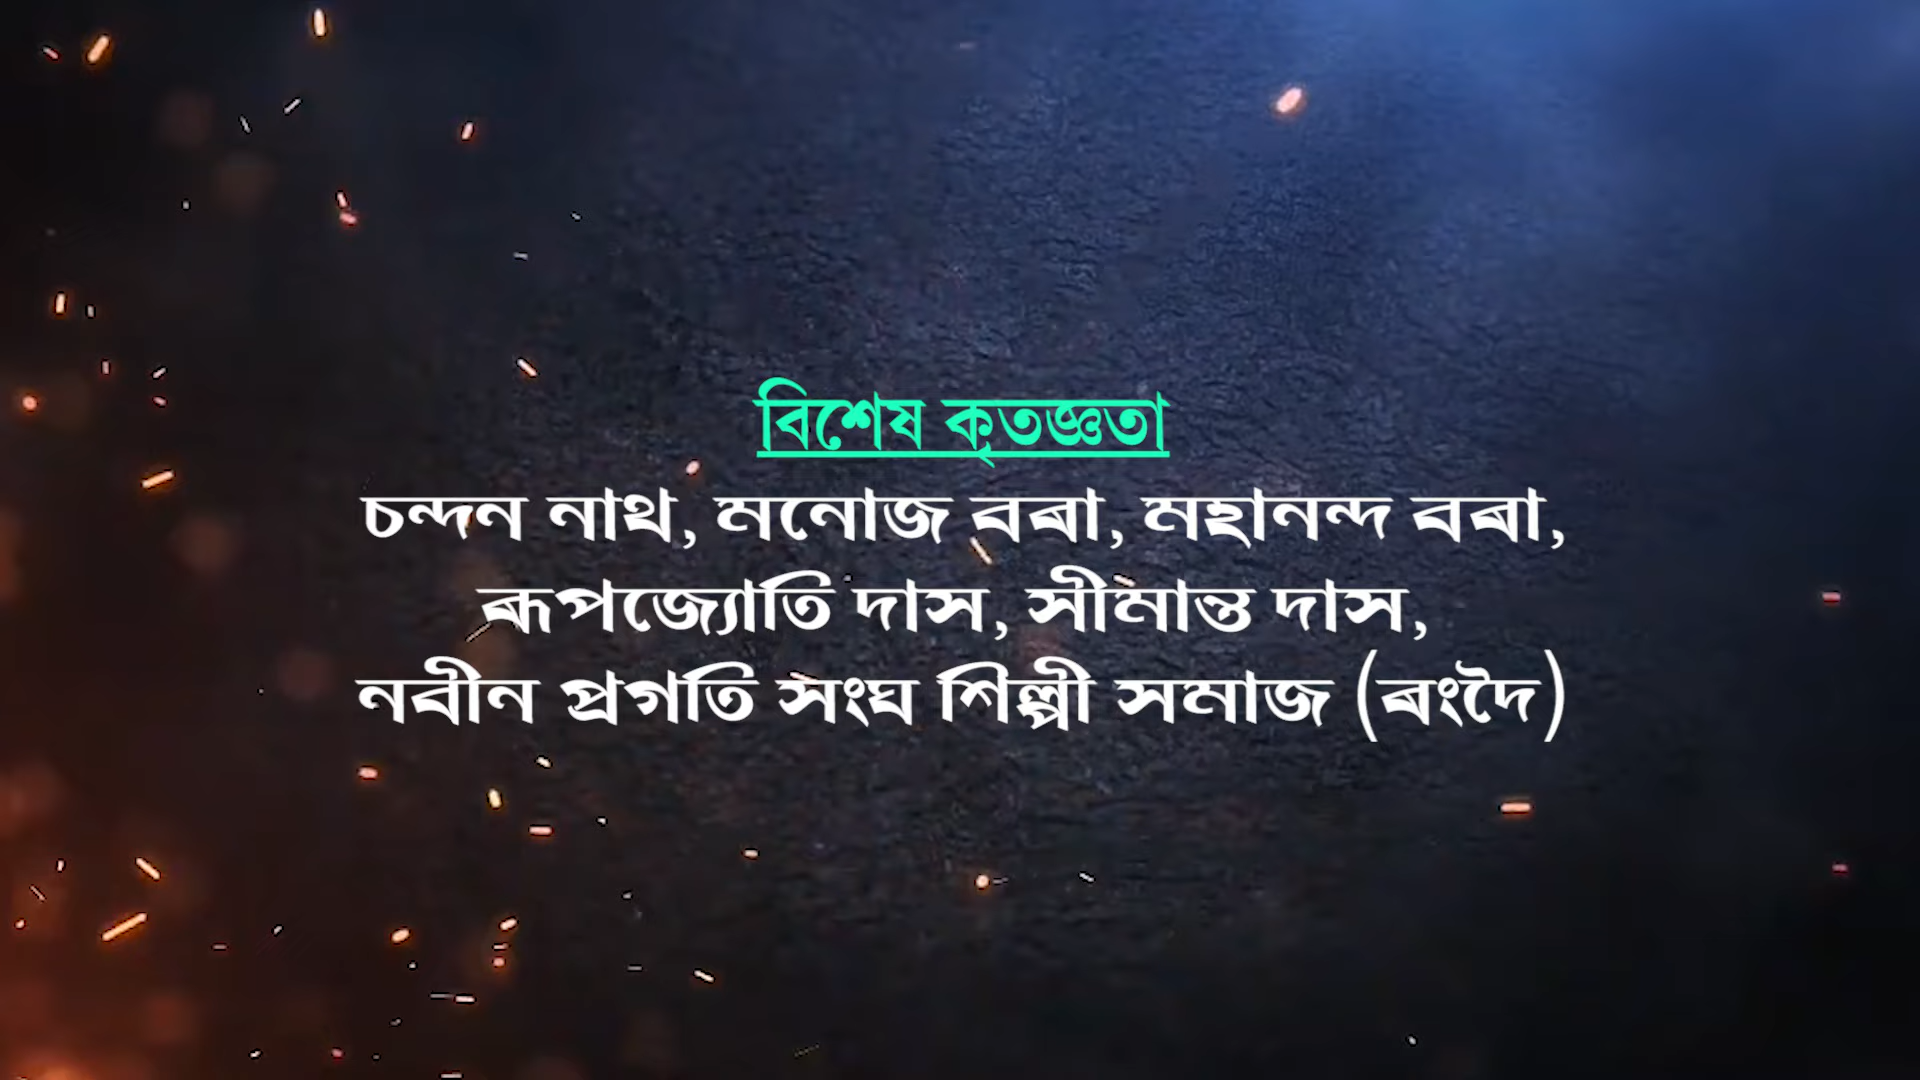 বিশেষ কৃতজ্ঞতা
চন্দন নাথ, মনোজ বৰা, মহানন্দ বৰা,
ৰূপজ্যোতি দাস, সীমান্ত দাস,
নবীন প্ৰগতি সংঘ শিল্পী সমাজ (ৰংদৈ)